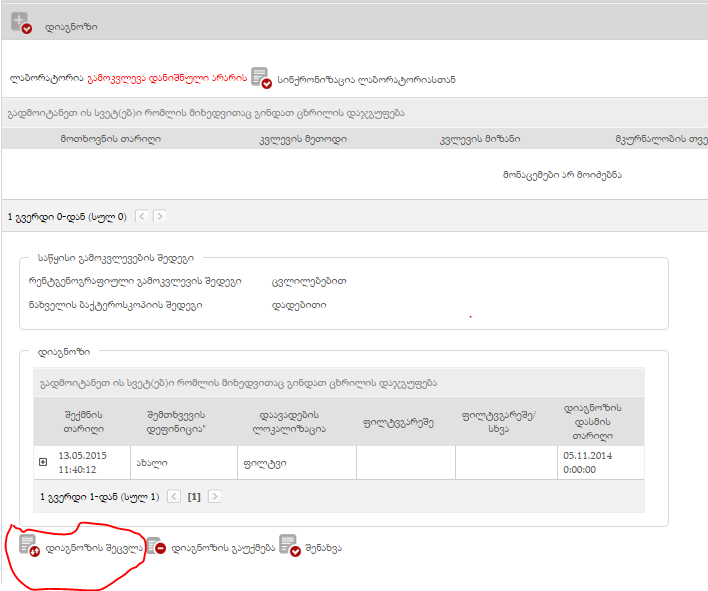 დიაგნოზი
ლაბორატორია გამოკვლევა დანიშნული არარის სინქრონიზაცია ლაბორატორიასთან
გადმოიტანეთ ის სვეტ(ებ)ი რომლის მიხედვითაც გინდათ ცხრილის დაჯგუფება
მოთხოვნის თარიღი კვლევის მეთოდი კვლევის მიზანი მკურნალობის თვე
მონაცემები არ მოიძებნა
1 გვერდი 0-დან (სულ 0)
საწყისი გამოკვლევების შედეგი
რენტგენოგრაფიული გამოკვლევის შედეგი ცვლილებებით
ნახველის ბაქტეროსკოპიის შედეგი დადებითი
დიაგნოზი
გადმოიტანეთ ის სვეტ(ებ)ი რომლის მიხედვითაც გინდათ ცხრილის დაჯგუფება
შექმნის თარიღი შემთხვევის დეფინიცია* დაავადების ლოკალიზაცია ფილტვგარეშე ფილტვგარეშე/ სხვა დიაგნოზის დასმის თარიღი
13.05.2015 11:40:12 ახალი ფილტვი 05.11.2014 0:00:00
1 გვერდი 1-დან (სულ 1) [1]
დიაგნოზის შეცვლა დიაგნოზის გაუქმება შენახვა